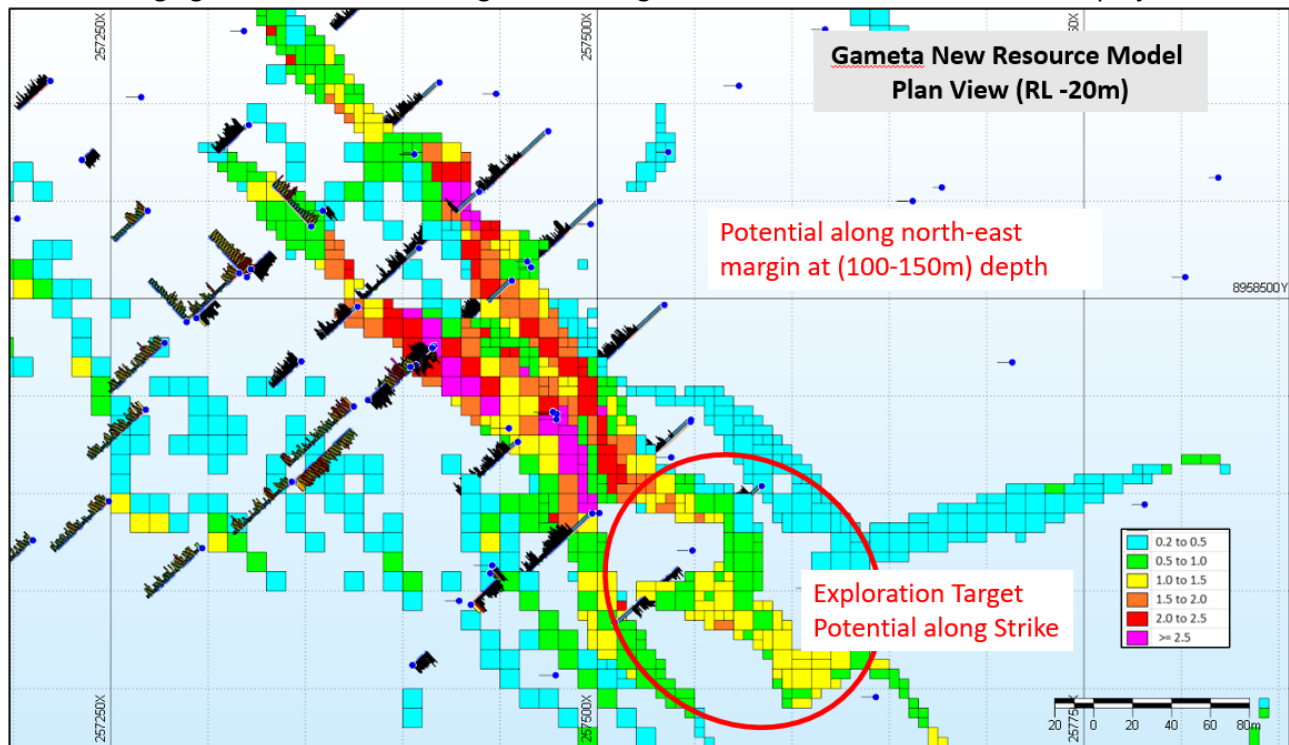 257250X
257500X
Gameta New Resource Model
Plan View (RL -20m)
Potential along north-east
margin at (100-150m) depth
8958500Y
0.2 to 0.5
0.5 to 1.0
1.0 to 1.5
1.5 to 2.0
2.0 to 2.5
>= 2.5
Exploration Target
Potential along Strike
20 0 20 40 60 80m
257250X
257500X